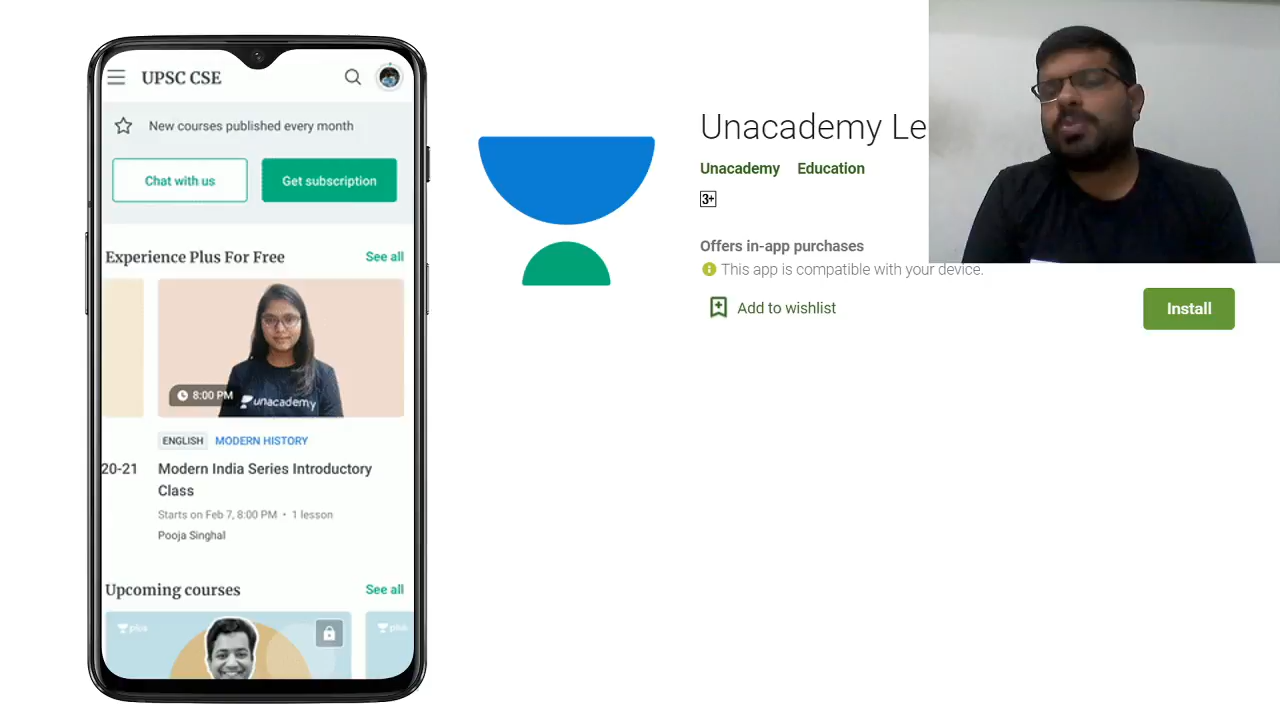 UPSC CSE
New courses published every month
Chat with us
Get subscription
Experience Plus For Free
See all
8:00 PM
unacademy
ENGLISH
MODERN HISTORY
20-21
Modern India Series Introductory
Class
Starts on Feb 7, 8:00 PM • 1 lesson
Pooja Singhal
Upcoming courses
See all
plus
plus
Unacademy Le
Unacademy
Education
3+
Offers in-app purchases
This app is compatible with your device.
Add to wishlist
Install